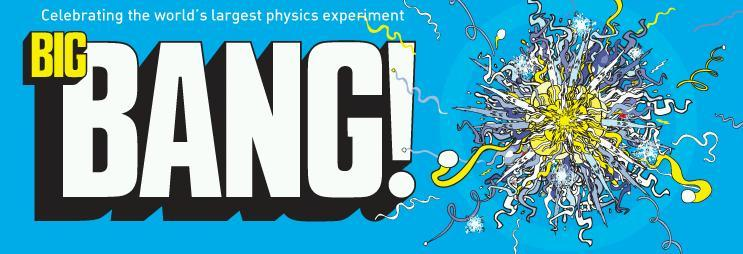 Celebrating the world's largest physics experiment
BIG
BANG!